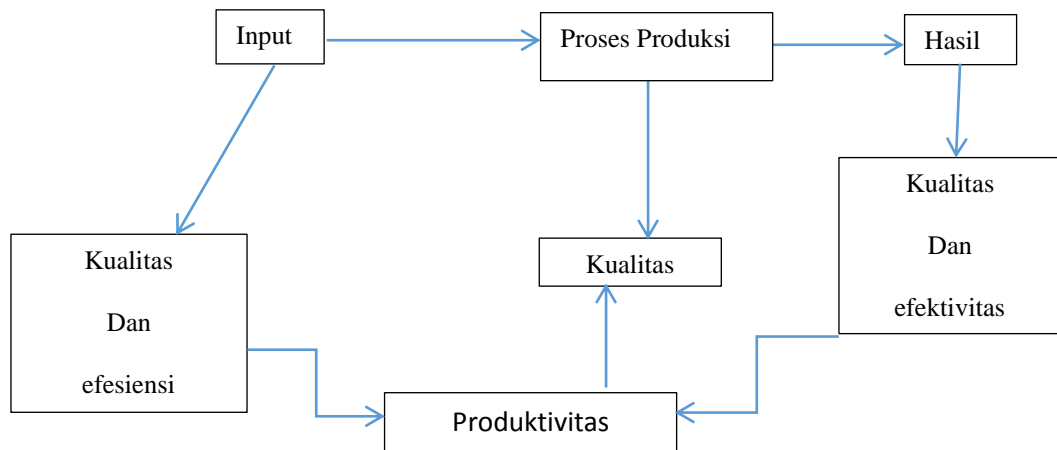 Input
Proses Produksi
Hasil
Kualitas
Dan
efektivitas
Kualitas
Dan
efesiensi
Kualitas
Produktivitas